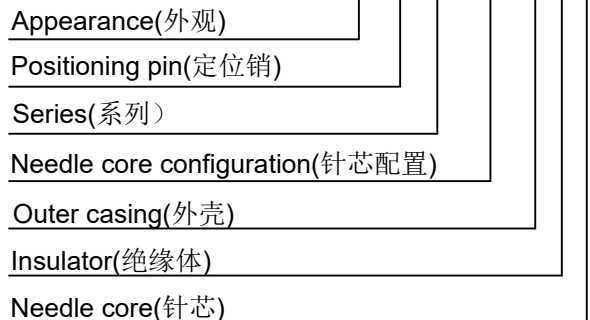 Appearance(外观)
Positioning pin(定位销)
Series(系列）
Needle core configuration(针芯配置)
Outer casing(外壳)
Insulator(绝缘体)
Needle core(针芯)